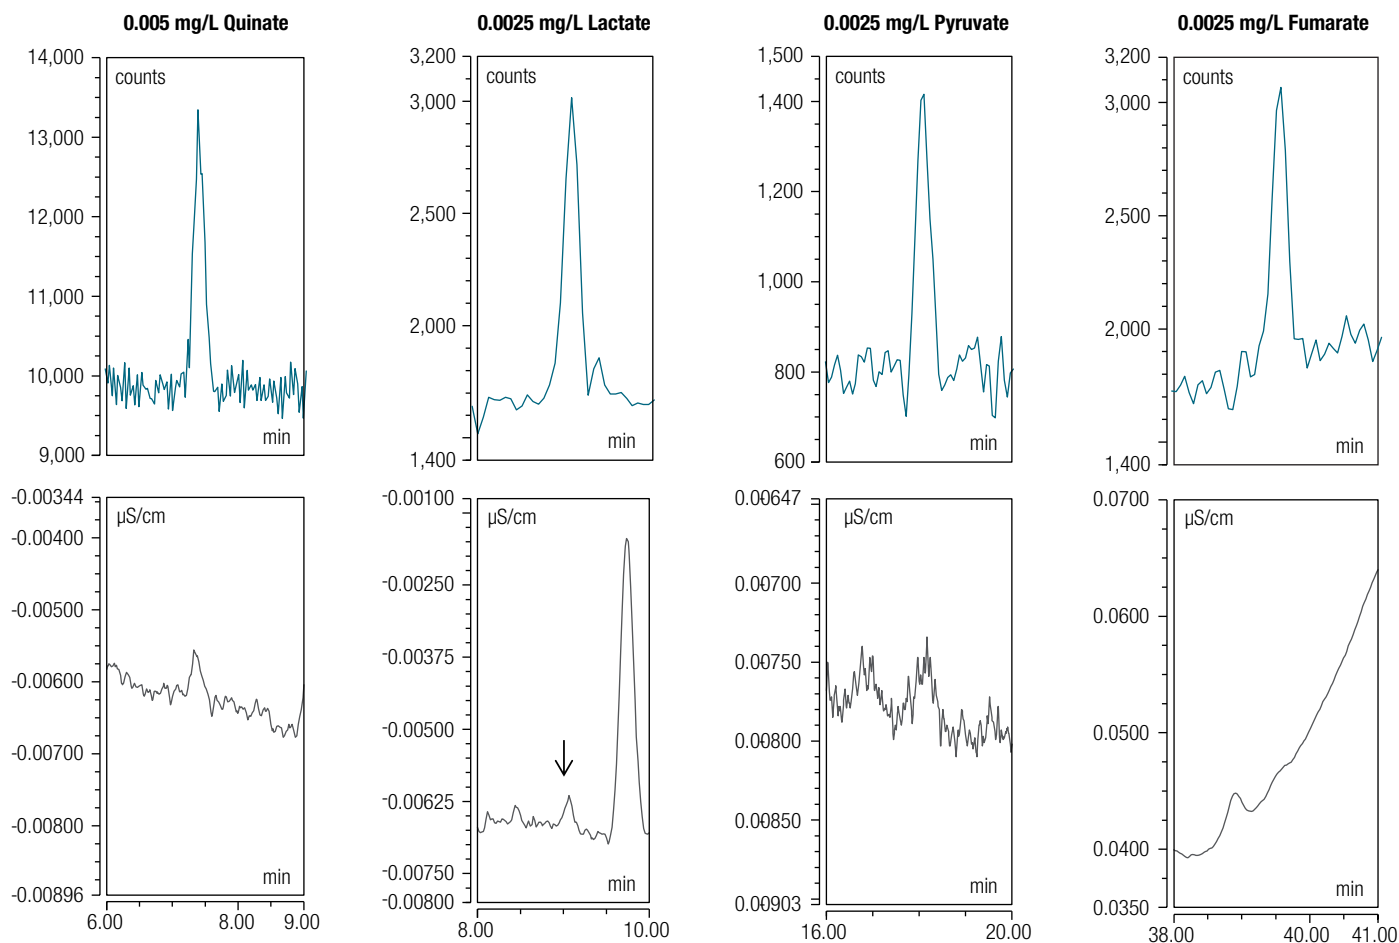 0.005 mg/L Quinate
0.0025 mg/L Lactate
0.0025 mg/L Pyruvate
0.0025 mg/L Fumarate
14,000
13,000
12,000
11,000
10,000
9,000
counts
min
3,200
3,000
2,500
2,000
1,400
counts
min
1,500
1,400
1,200
1,000
800
600
counts
min
3,200
3,000
2,500
2,000
1,400
counts
min
-0.00344
-0.00400
-0.00500
-0.00600
-0.00700
-0.00800
-0.00896
µS/cm
min
6.00
8.00
9.00
-0.00100
-0.00250
-0.00375
-0.00500
-0.00625
-0.00750
-0.00800
µS/cm
min
8.00
10.00
0.00647
0.00700
0.00750
0.00800
0.00850
0.00903
µS/cm
min
16.00
20.00
0.0700
0.0600
0.0500
0.0400
0.0350
µS/cm
min
38.00
40.00
41.00